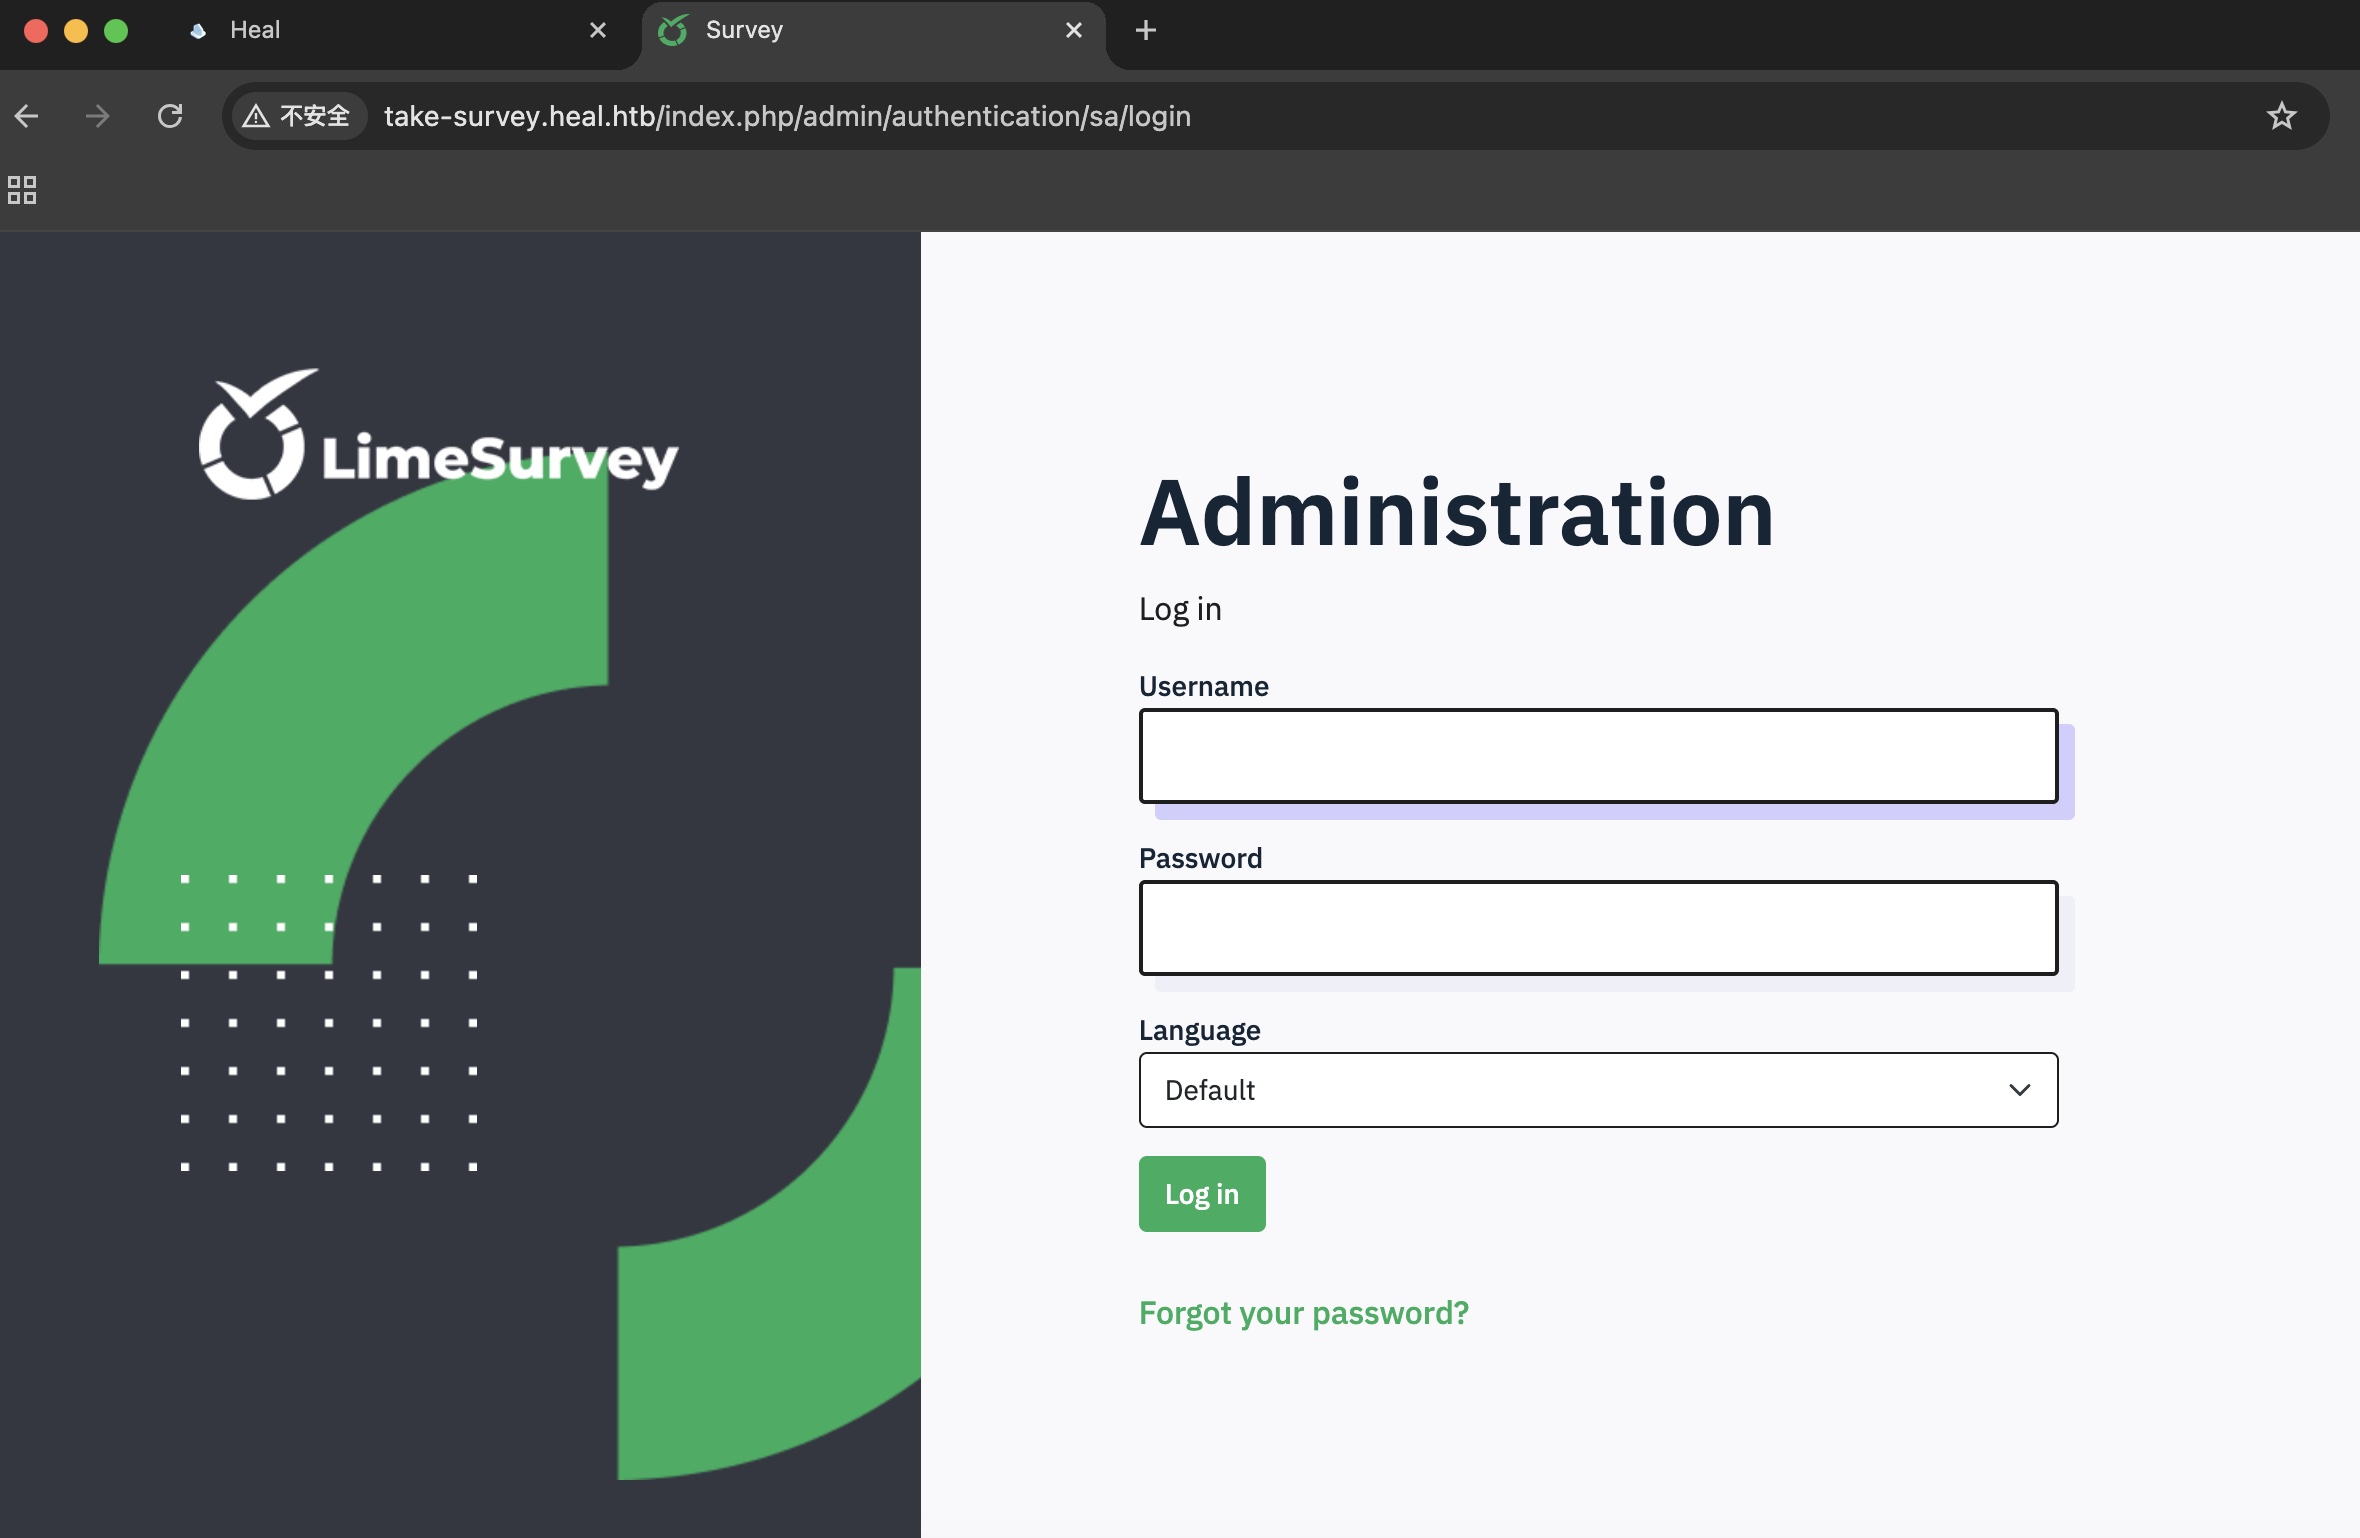 Heal
Survey
不安全
take-survey.heal.htb/index.php/admin/authentication/sa/login
LimeSurvey
Administration
Log in
Username
Password
Language
Default
Log in
Forgot your password?